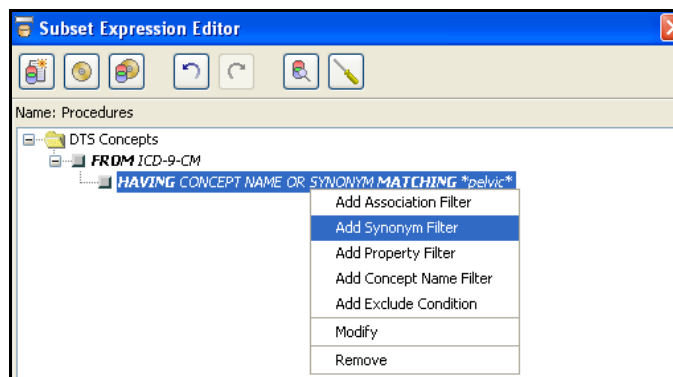 Subset Expression Editor
Name: Procedures
DTS Concepts
FROM ICD-9-CM
HAVING CONCEPT NAME OR SYNONYM MATCHING *pelvic*
Add Association Filter
Add Synonym Filter
Add Property Filter
Add Concept Name Filter
Add Exclude Condition
Modify
Remove